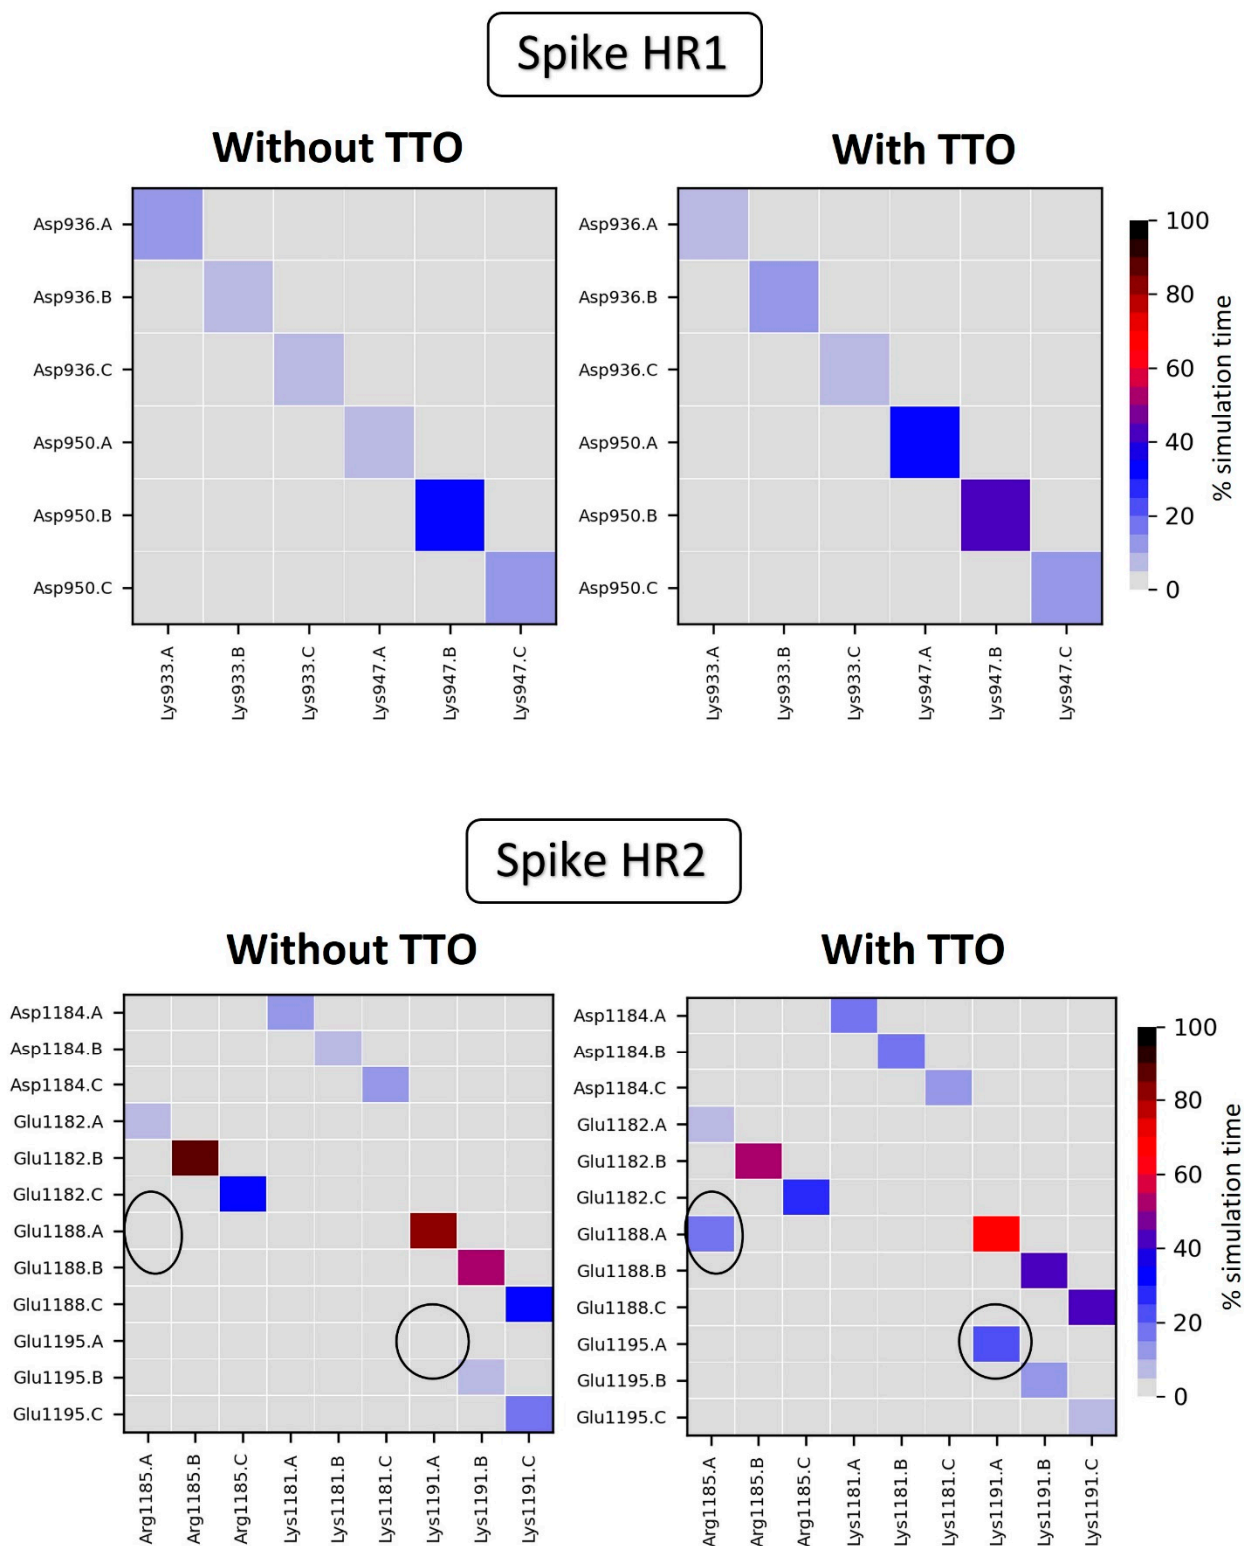 Spike HR1
Without TTO
With TTO
Asp936.A
Asp936.B
Asp936.C
Asp950.A
Asp950.B
Asp950.C
Lys933.A
Lys933.B
Lys933.C
Lys947.A
Lys947.B
Lys947.C
Asp936.A
Asp936.B
Asp936.C
Asp950.A
Asp950.B
Asp950.C
Lys933.A
Lys933.B
Lys933.C
Lys947.A
Lys947.B
Lys947.C
100
80
60
40
20
0
% simulation time
Spike HR2
Without TTO
With TTO
Asp1184.A
Asp1184.B
Asp1184.C
Glu1182.A
Glu1182.B
Glu1182.C
Glu1188.A
Glu1188.B
Glu1188.C
Glu1195.A
Glu1195.B
Glu1195.C
Arg1185.A
Arg1185.B
Arg1185.C
Lys1181.A
Lys1181.B
Lys1181.C
Lys1191.A
Lys1191.B
Lys1191.C
Asp1184.A
Asp1184.B
Asp1184.C
Glu1182.A
Glu1182.B
Glu1182.C
Glu1188.A
Glu1188.B
Glu1188.C
Glu1195.A
Glu1195.B
Glu1195.C
Arg1185.A
Arg1185.B
Arg1185.C
Lys1181.A
Lys1181.B
Lys1181.C
Lys1191.A
Lys1191.B
Lys1191.C
100
80
60
40
20
0
% simulation time